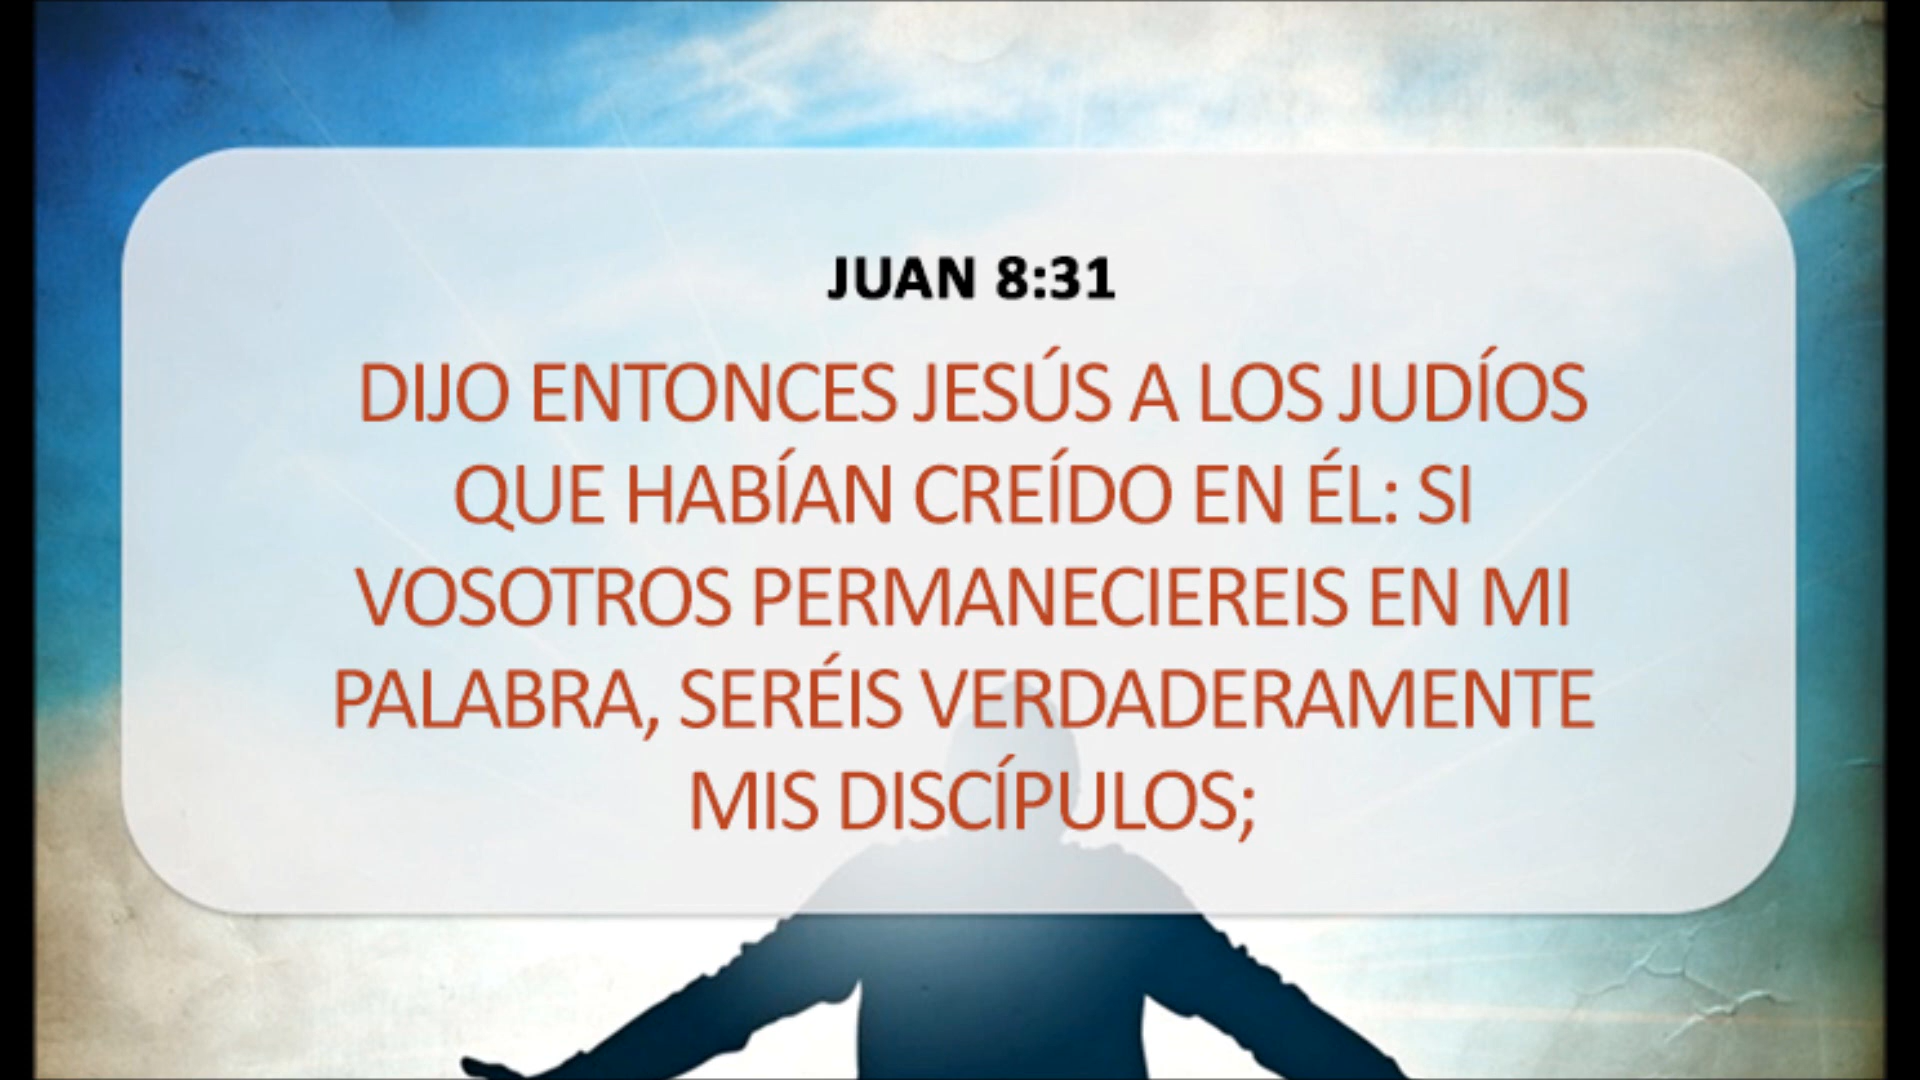 JUAN 8:31
DIJO ENTONCES JESÚS A LOS JUDÍOS
QUE HABÍAN CREÍDO EN ÉL: SI
VOSOTROS PERMANECIEREIS EN MI
PALABRA, SERÉIS VERDADERAMENTE
MIS DISCÍPULOS;